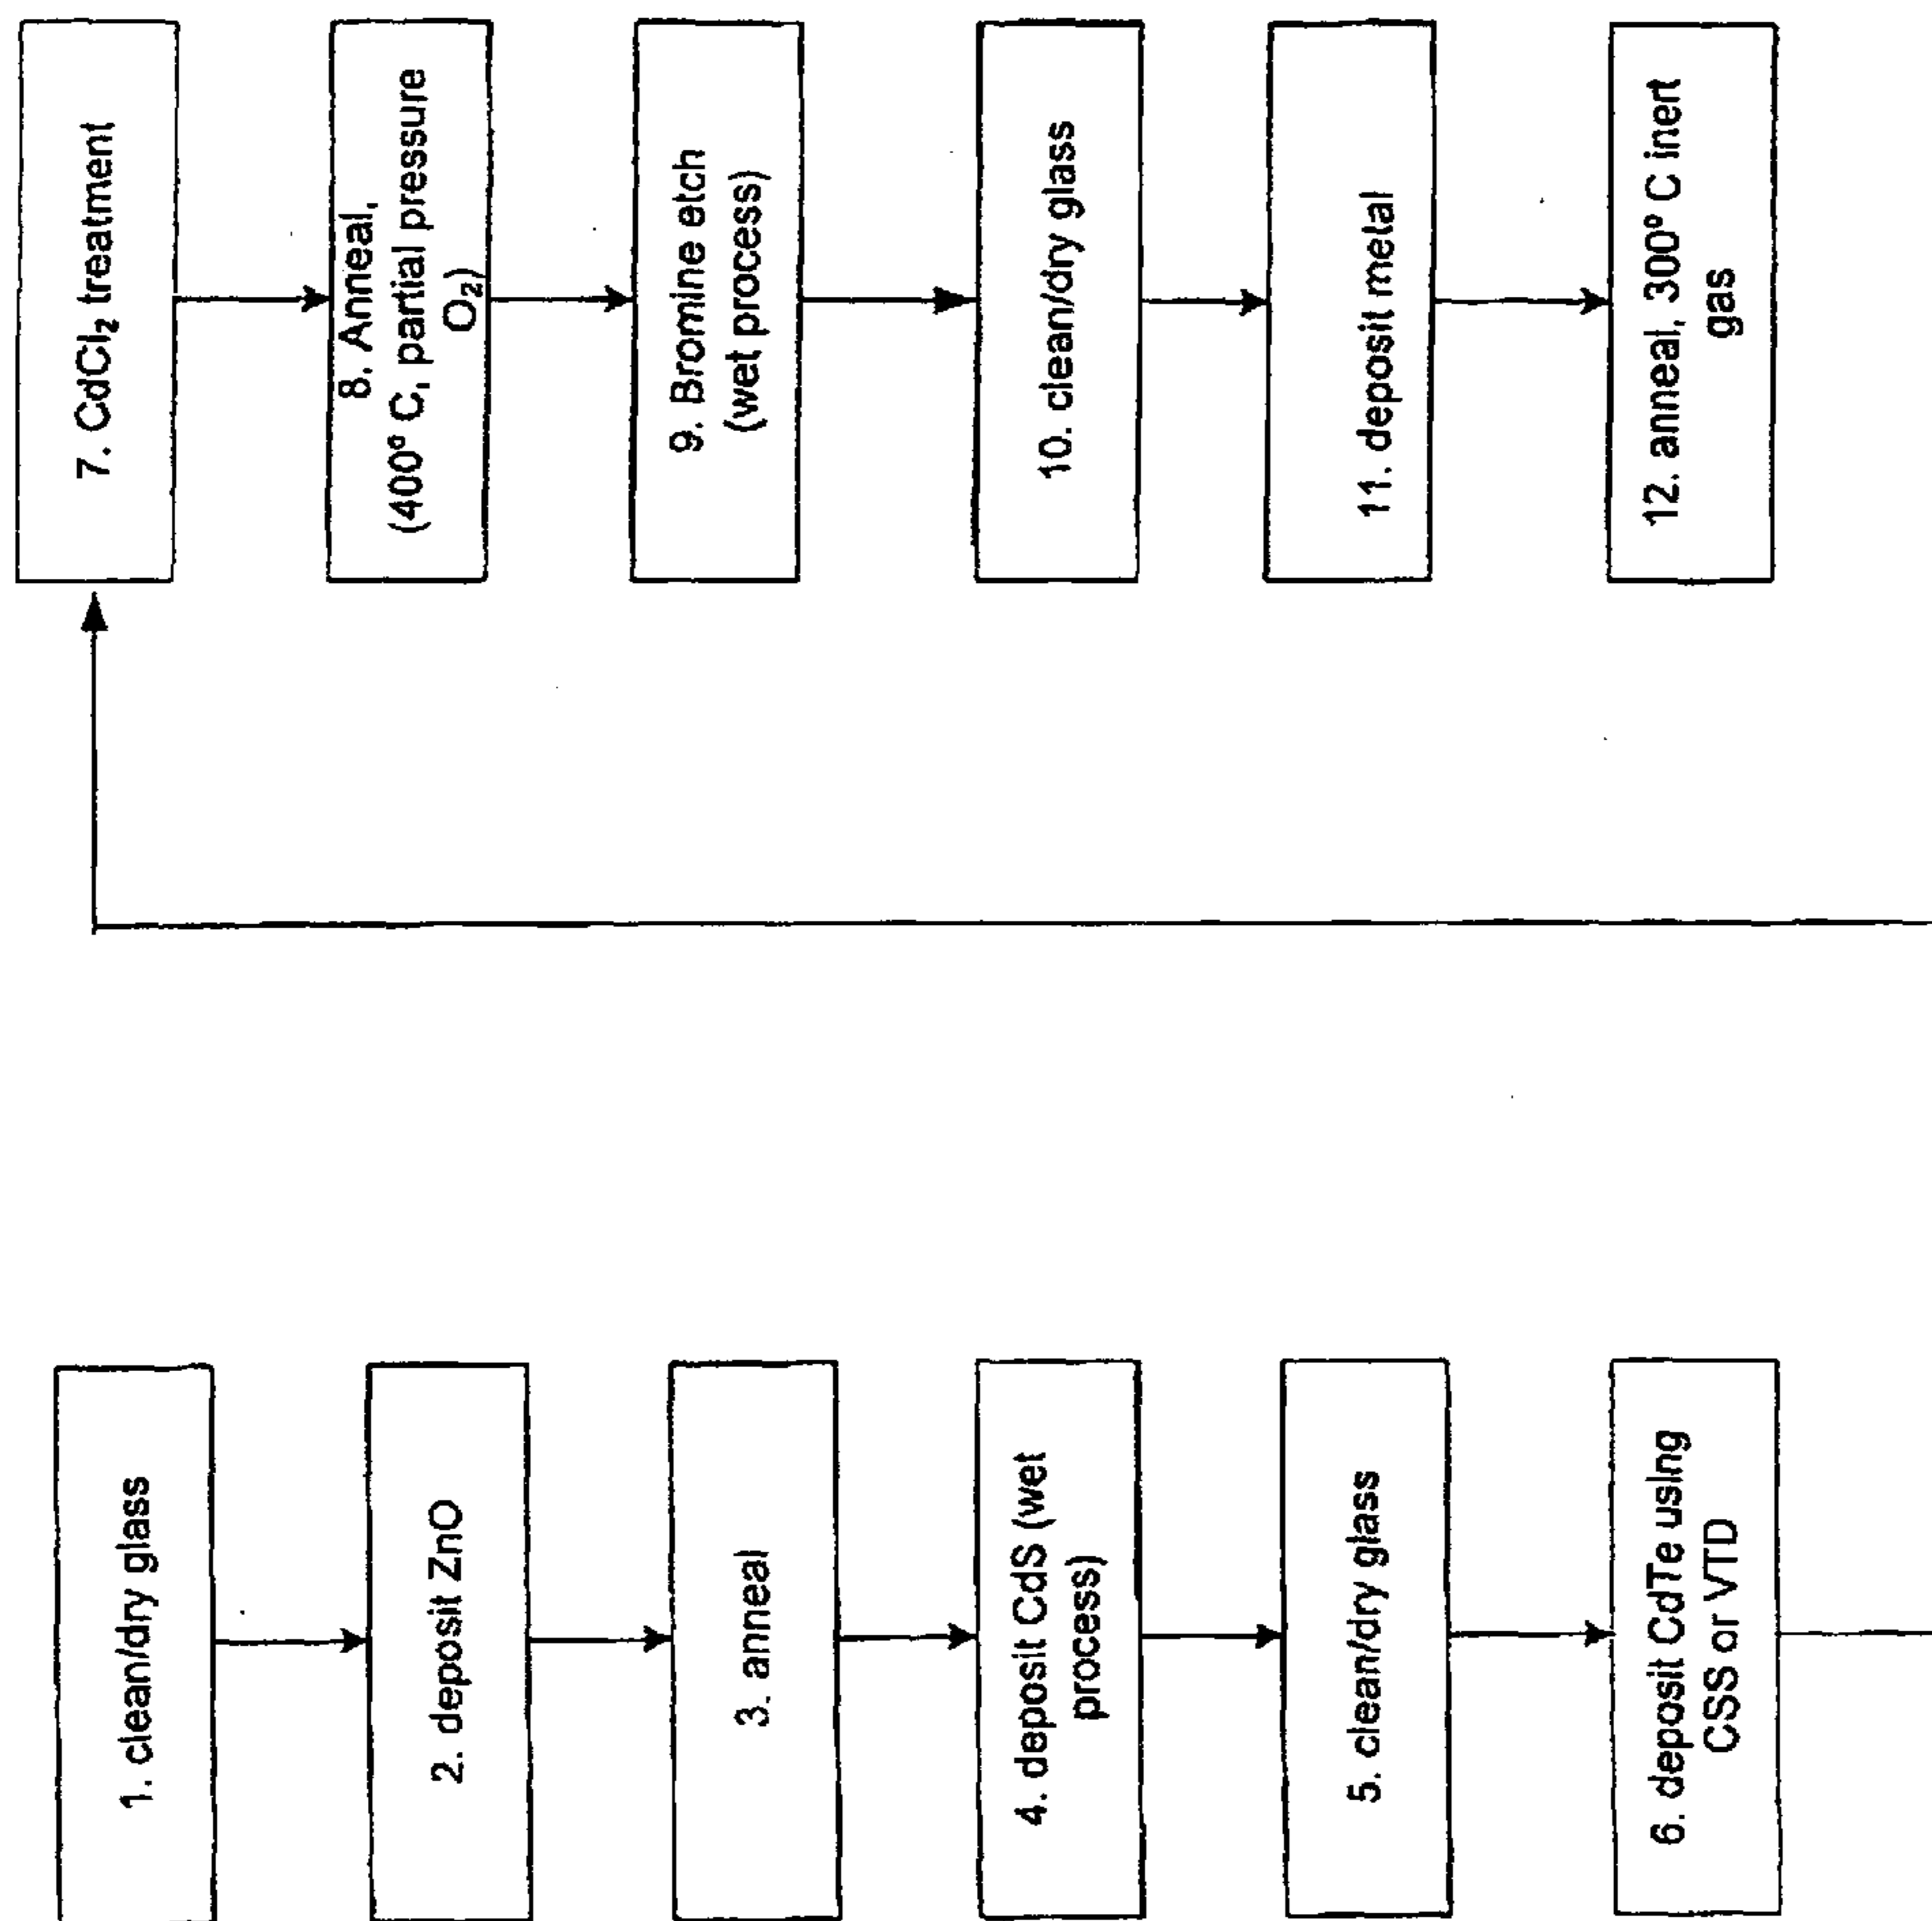 1. clean/dry glass
2. deposit ZnO
3. anneal
4. deposit CdS (wet
process)
5. clean/dry glass
6. deposit CdTe using
CSS or VTD
7. CdCl₂ treatment
8. Anneal,
(400° C, partial pressure
O₂)
9. Bromine etch
(wet process)
10. clean/dry glass
11. deposit metal
12. anneal, 300° C inert
gas